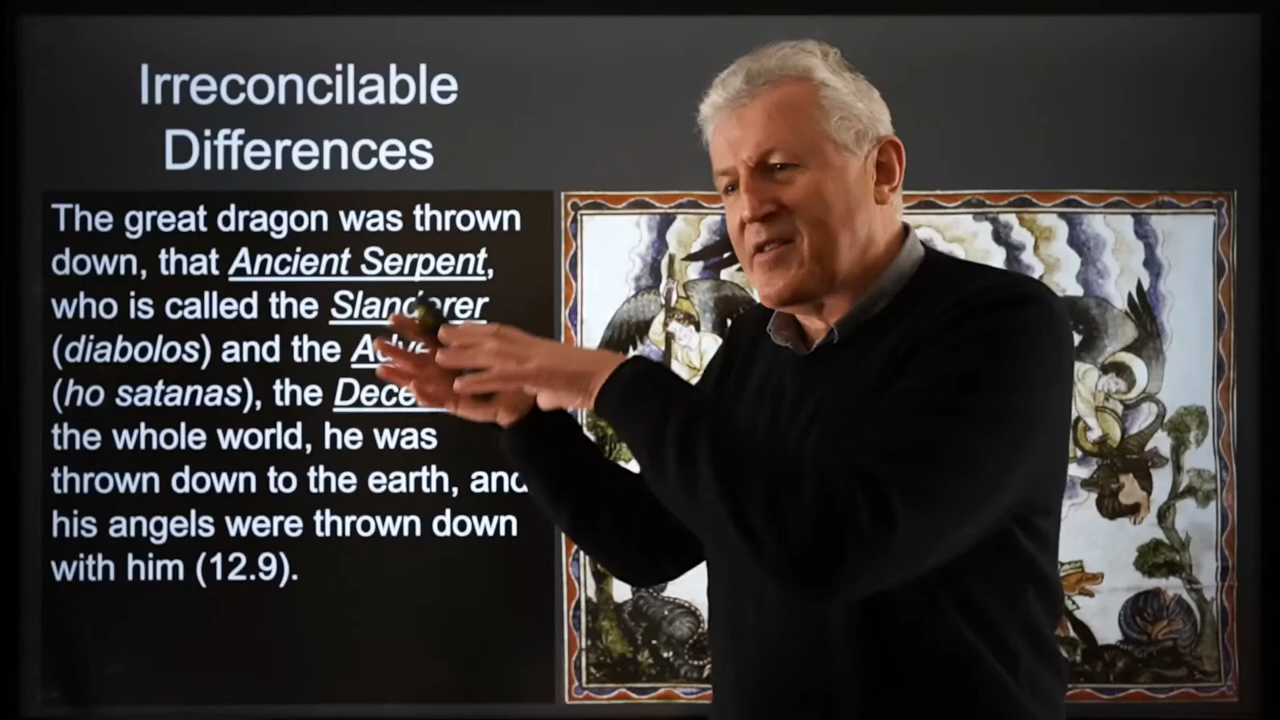 Irreconcilable
Differences
The great dragon was thrown
down, that Ancient Serpent,
who is called the Slanderer
(diabolos) and the
(ho satanas), the
the whole world, he was
thrown down to the earth, and
his angels were thrown down
with him (12.9).